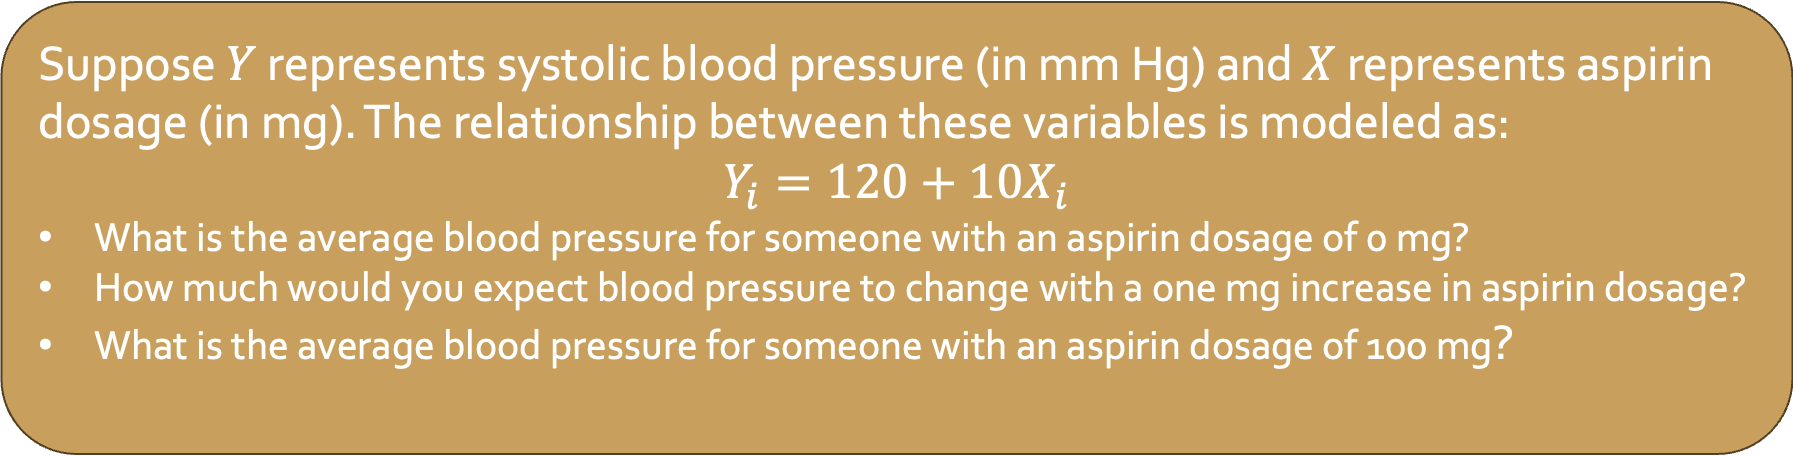 Suppose Y represents systolic blood pressure (in mm Hg) and X represents aspirin
dosage (in mg). The relationship between these variables is modeled as:
Yᵢ = 120 + 10Xᵢ
• What is the average blood pressure for someone with an aspirin dosage of 0 mg?
• How much would you expect blood pressure to change with a one mg increase in aspirin dosage?
• What is the average blood pressure for someone with an aspirin dosage of 100 mg?